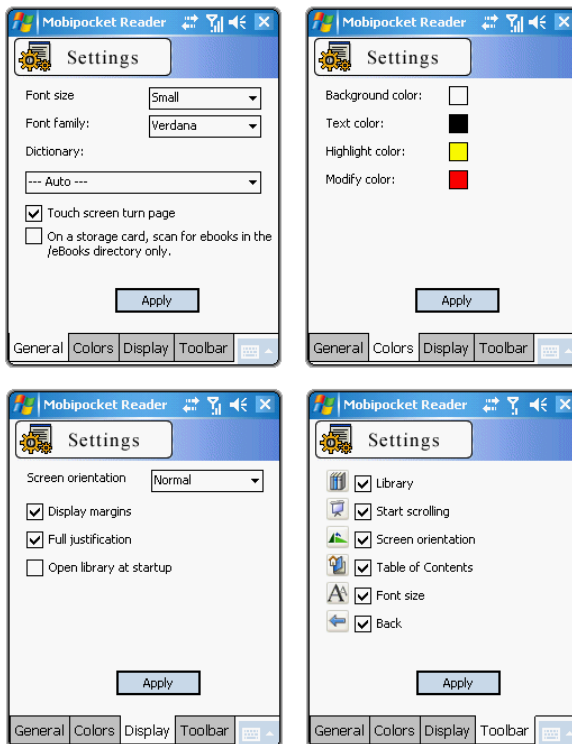 Mobipocket Reader
Settings
Font size
Small
Font family:
Verdana
Dictionary:
--- Auto ---
Touch screen turn page
On a storage card, scan for ebooks in the
/eBooks directory only.
Apply
General Colors Display Toolbar
Mobipocket Reader
Settings
Background color:
Text color:
Highlight color:
Modify color:
Apply
General Colors Display Toolbar
Mobipocket Reader
Settings
Screen orientation
Normal
Display margins
Full justification
Open library at startup
Apply
General Colors Display Toolbar
Mobipocket Reader
Settings
Library
Start scrolling
Screen orientation
Table of Contents
AA Font size
Back
Apply
General Colors Display Toolbar